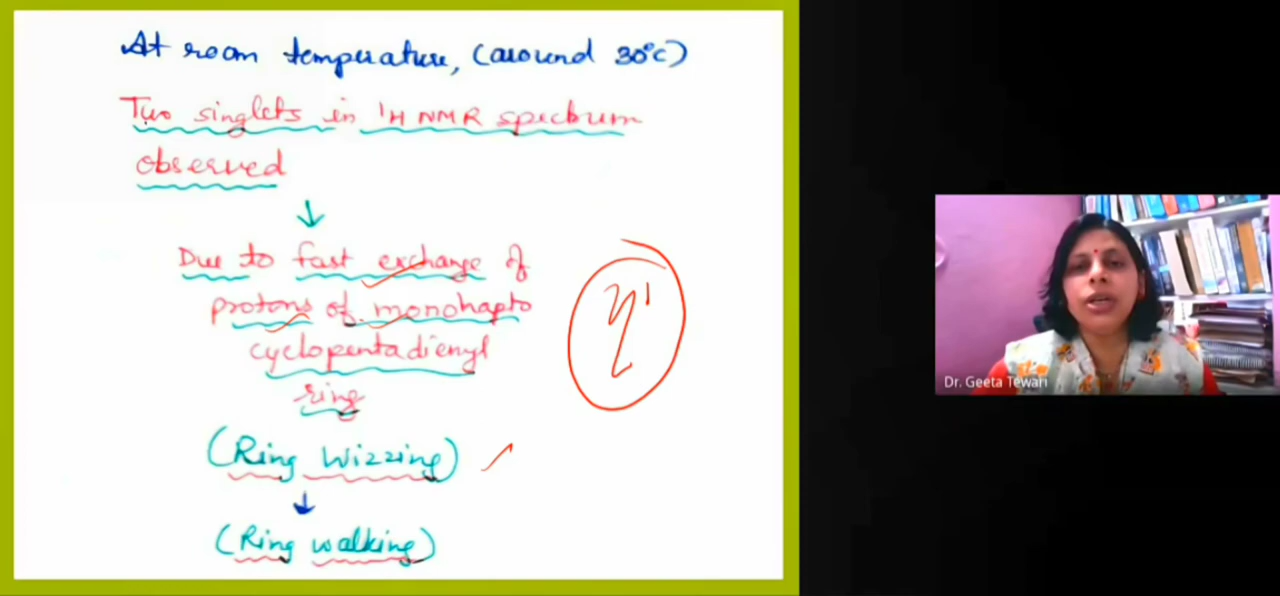 At room temperature, (around 30°C)
Two singlets in ¹H NMR spectrum
observed
↓
Due to fast exchange of
protons of monohapto
cyclopentadienyl
ring
η¹
(Ring Wizzing)
↓
(Ring walking)
Dr. Geeta Tewari